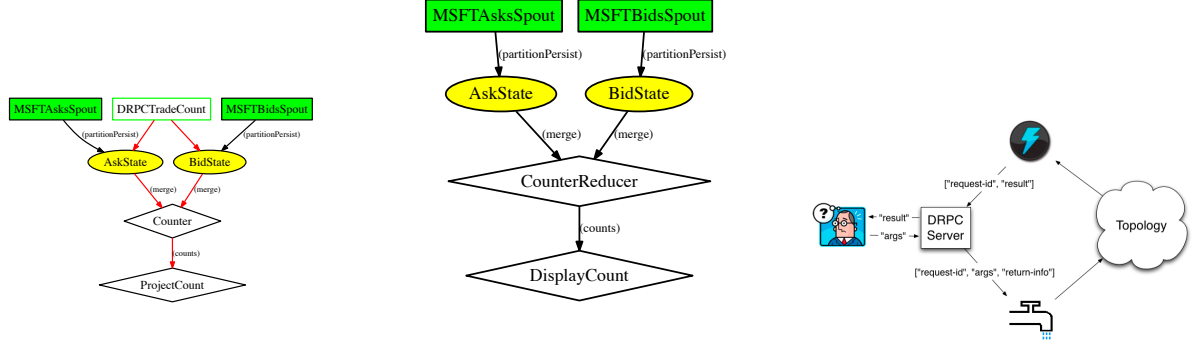 MSFTAsksSpout
DRPCTradeCount
MSFTBidsSpout
(partitionPersist)
(partitionPersist)
AskState
BidState
(merge)
(merge)
Counter
(counts)
ProjectCount
MSFTAsksSpout
MSFTBidsSpout
(partitionPersist)
(partitionPersist)
AskState
BidState
(merge)
(merge)
CounterReducer
(counts)
DisplayCount
["request-id", "result"]
?
"result"
"args"
DRPC
Server
Topology
["request-id", "args", "return-info"]